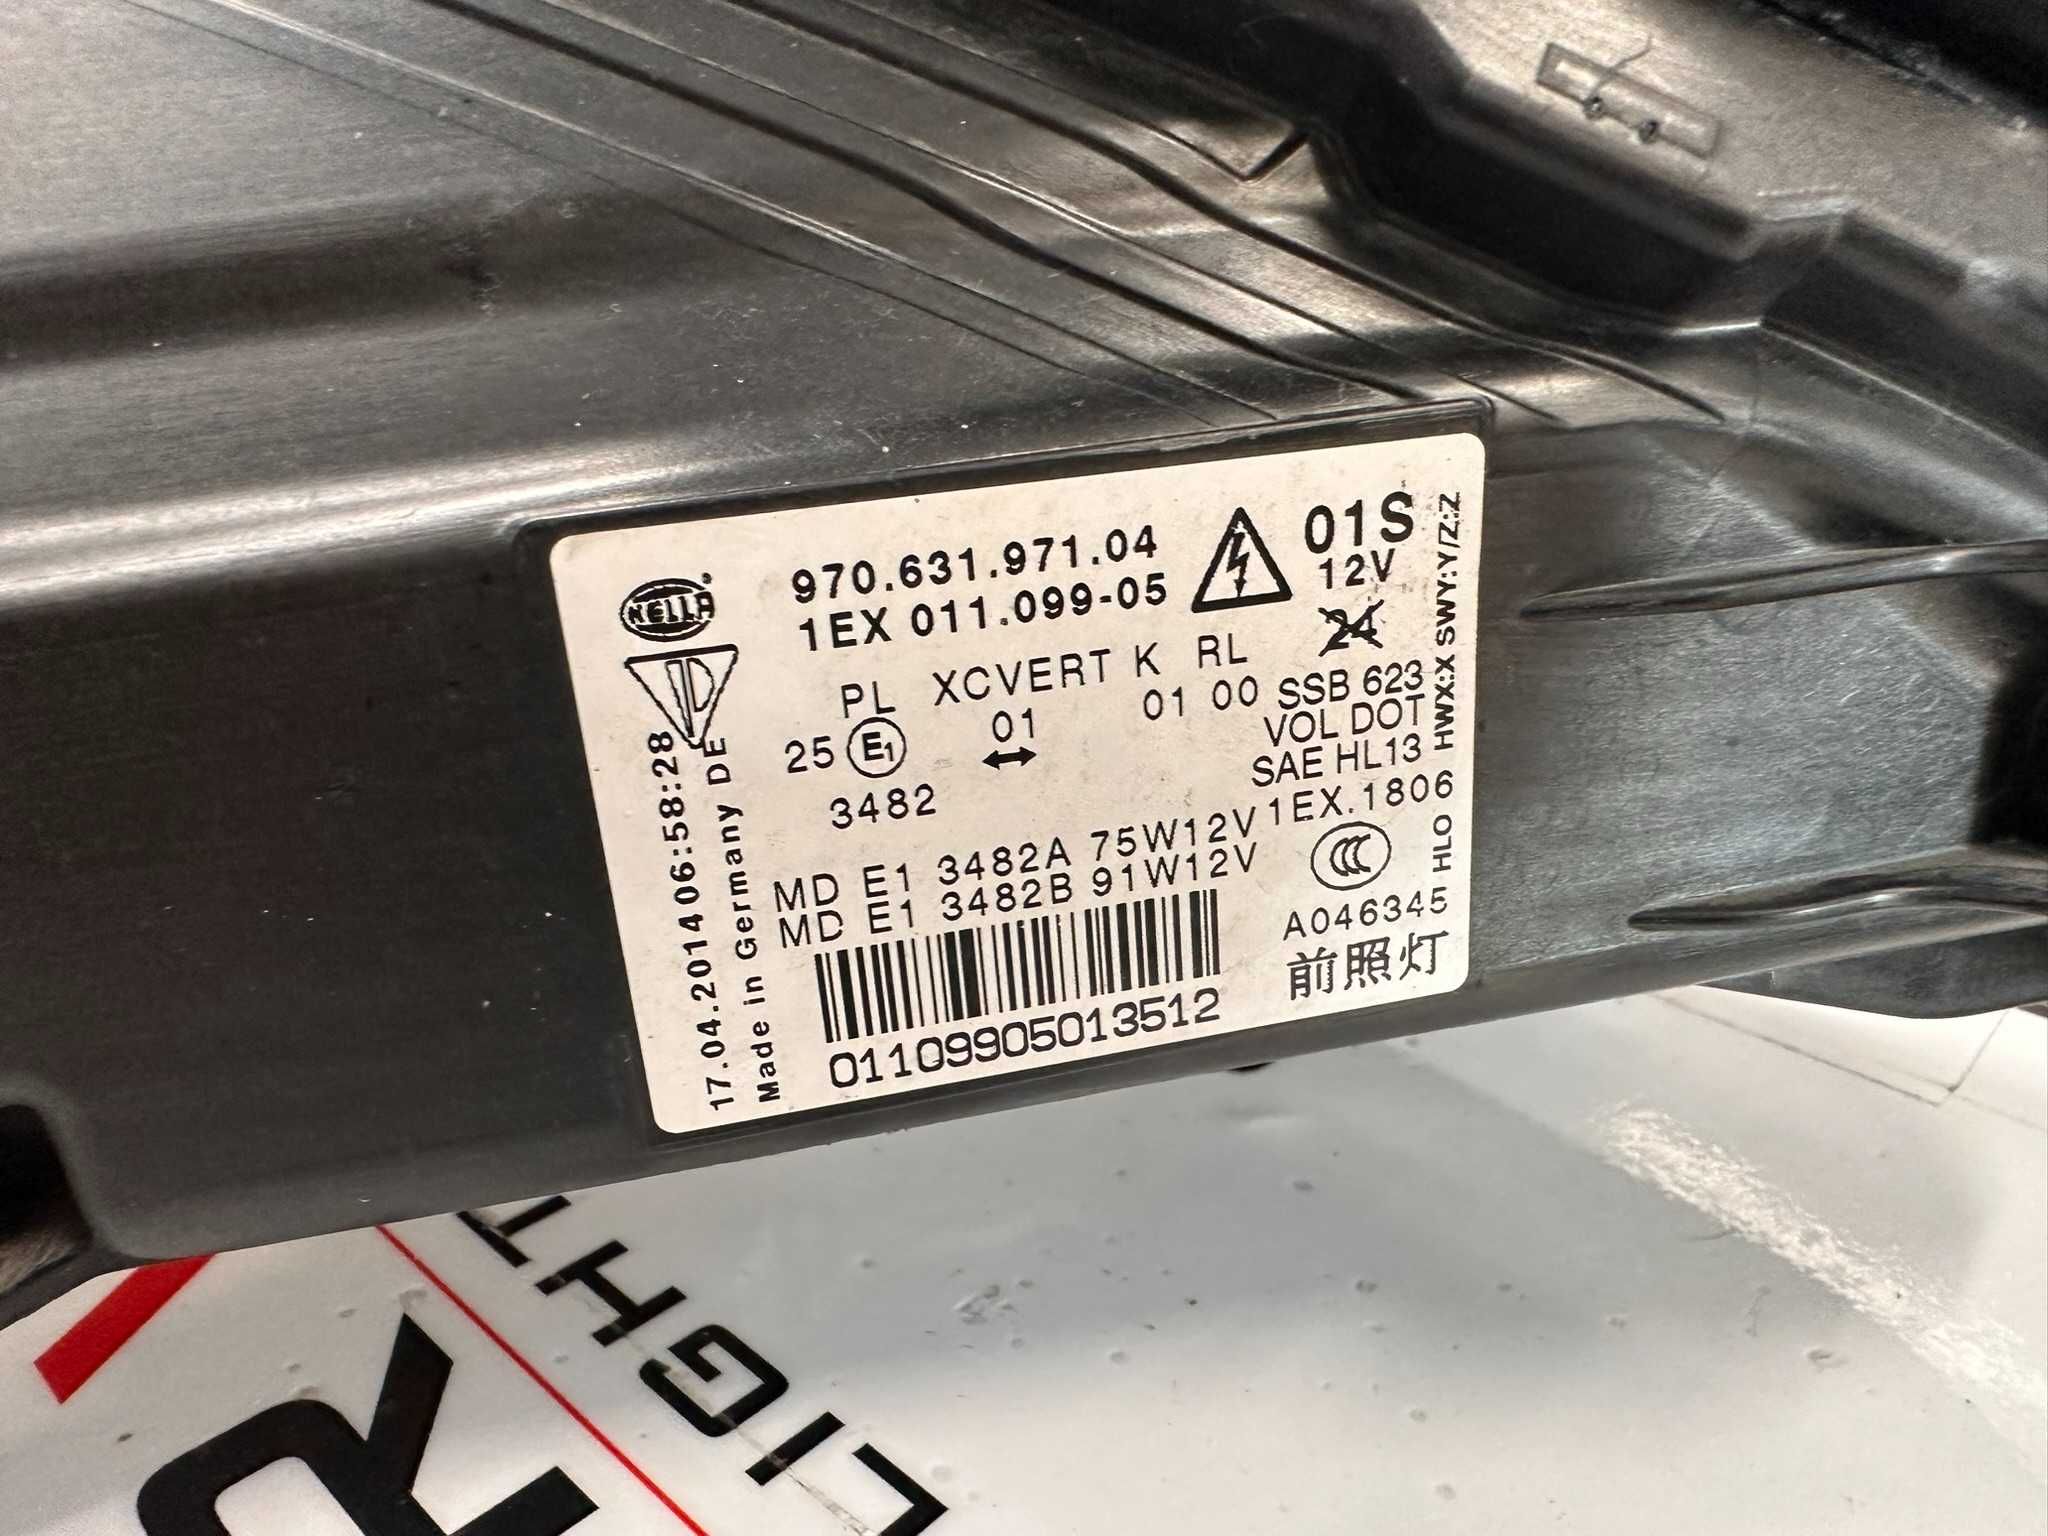 HELLA
970.631.971.04
1EX 011.099-05
01S
12V
24
PL XCVERT K RL
25 E1 01 01 00
3482
SSB 623
VOL DOT
SAE HL13
1EX.1806
MD E1 3482A 75W12V
MD E1 3482B 91W12V
01109905013512
CCC
A046345
前照灯
17.04.2014 06:58:28
Made in Germany DE
HLO HWX:X SWY:Y/Z:Z
LIGHT
R